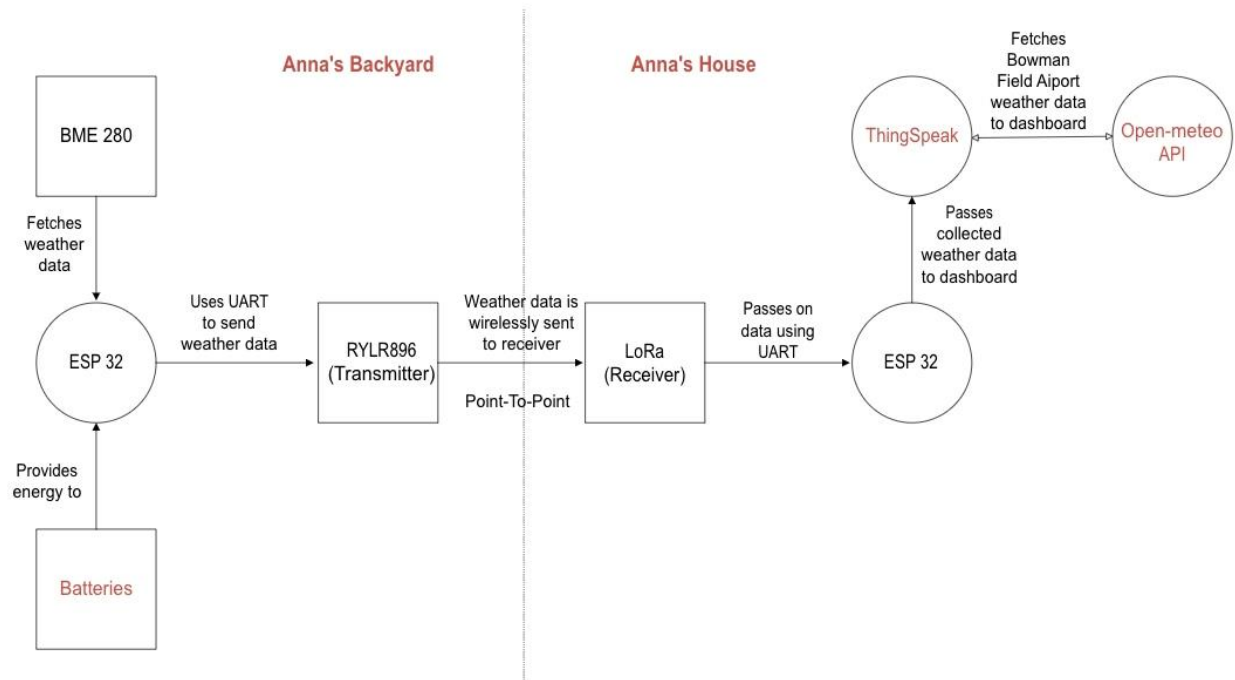 Anna's Backyard
Anna's House
BME 280
Fetches
weather
data
ESP 32
Provides
energy to
Batteries
Uses UART
to send
weather data
RYLR896
(Transmitter)
Weather data is
wirelessly sent
to receiver
Point-To-Point
LoRa
(Receiver)
Passes on
data using
UART
ESP 32
Passes
collected
weather data
to dashboard
ThingSpeak
Fetches
Bowman
Field Aiport
weather data
to dashboard
Open-meteo
API